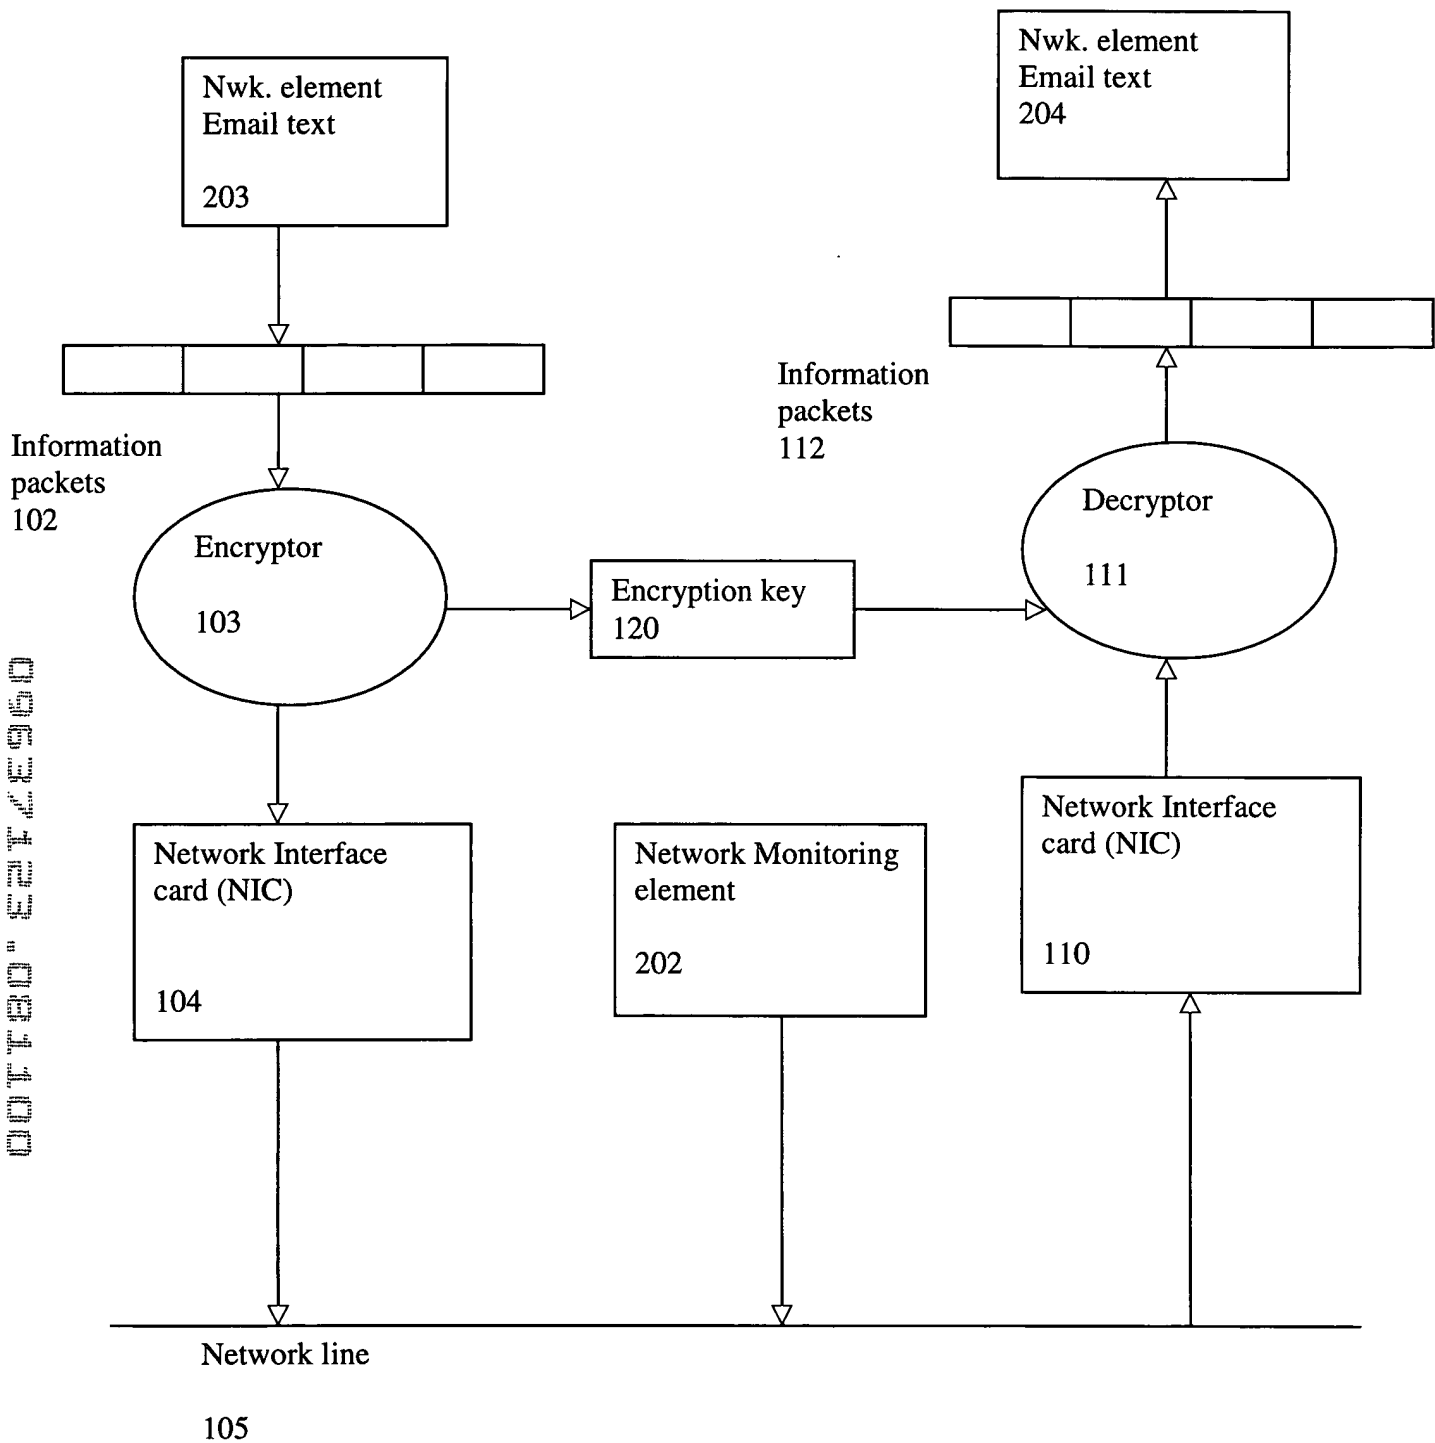 Nwk. element
Email text
203
Nwk. element
Email text
204
Information
packets
102
Information
packets
112
Encryptor
103
Encryption key
120
Decryptor
111
Network Interface
card (NIC)
104
Network Monitoring
element
202
Network Interface
card (NIC)
110
Network line
105
09637123 "081100